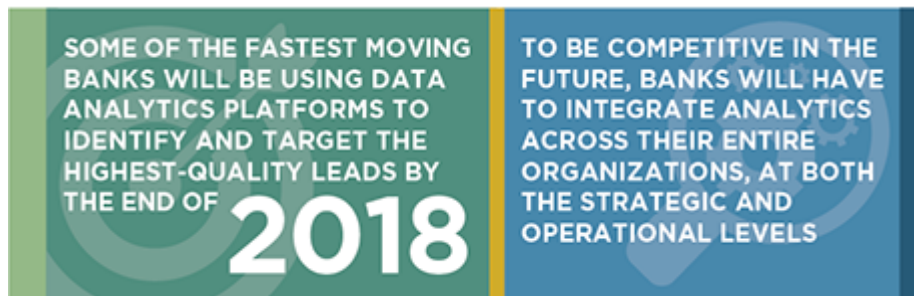 SOME OF THE FASTEST MOVING
BANKS WILL BE USING DATA
ANALYTICS PLATFORMS TO
IDENTIFY AND TARGET THE
HIGHEST-QUALITY LEADS BY
THE END OF 2018
TO BE COMPETITIVE IN THE
FUTURE, BANKS WILL HAVE
TO INTEGRATE ANALYTICS
ACROSS THEIR ENTIRE
ORGANIZATIONS, AT BOTH
THE STRATEGIC AND
OPERATIONAL LEVELS